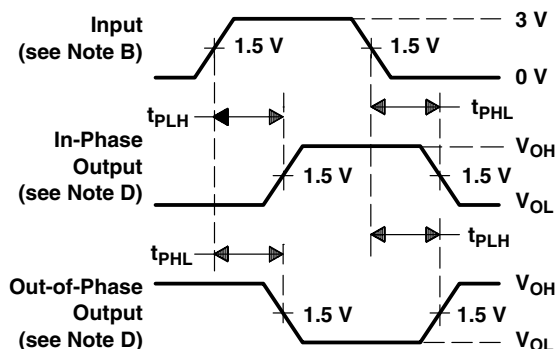 Input
(see Note B)
1.5 V
1.5 V
3 V
0 V
tPLH
tPHL
In-Phase
Output
(see Note D)
1.5 V
1.5 V
VOH
VOL
tPHL
tPLH
Out-of-Phase
Output
(see Note D)
1.5 V
1.5 V
VOH
VOL